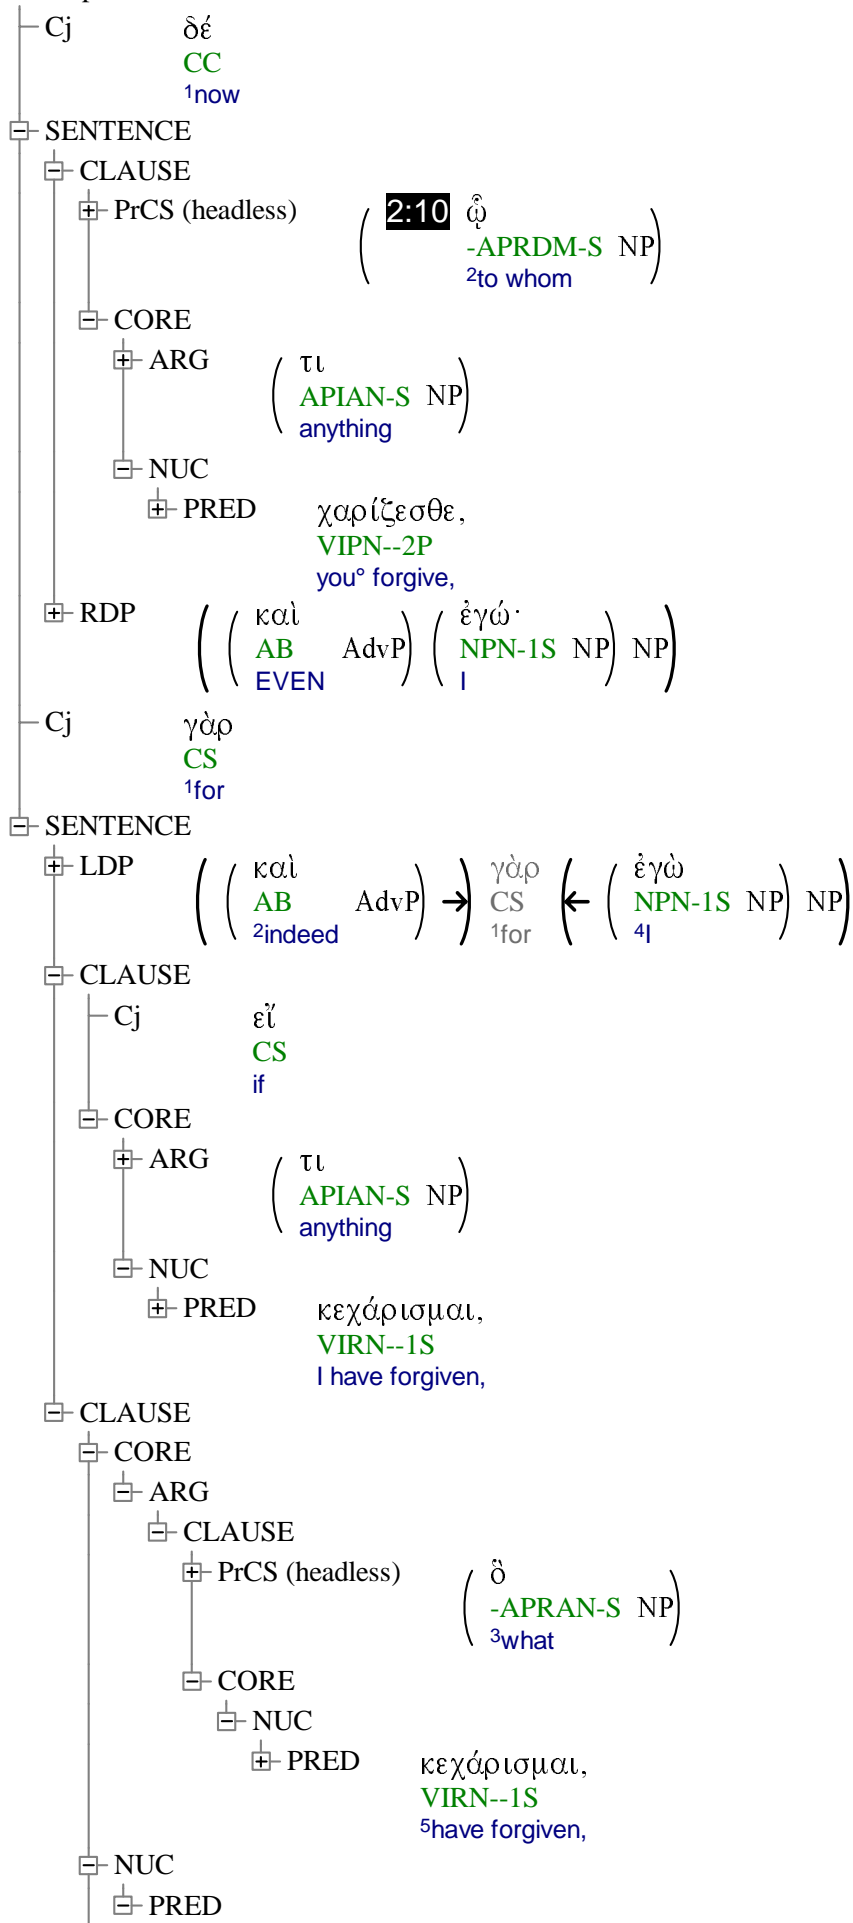 Cj δέ
CC
1now
SENTENCE
CLAUSE
PrCS (headless) ( 2:10 ᾧ
-APRDM-S NP )
2to whom
CORE
ARG ( τι
APIAN-S NP )
anything
NUC
PRED χαρίζεσθε,
VIPN--2P
you° forgive,
RDP ( ( καὶ ( ἐγώ·
AB AdvP ) NPN-1S NP ) NP )
EVEN I
Cj γὰρ
CS
1for
SENTENCE
LDP ( ( καὶ γὰρ ( ἐγὼ
AB AdvP ) → ) CS ( ← NPN-1S NP ) NP )
2indeed 1for 4I
CLAUSE
Cj εἴ
CS
if
CORE
ARG ( τι
APIAN-S NP )
anything
NUC
PRED κεχάρισμαι,
VIRN--1S
I have forgiven,
CLAUSE
CORE
ARG
CLAUSE
PrCS (headless) ( ὃ
-APRAN-S NP )
3what
CORE
NUC
PRED κεχάρισμαι,
VIRN--1S
5have forgiven,
NUC
PRED